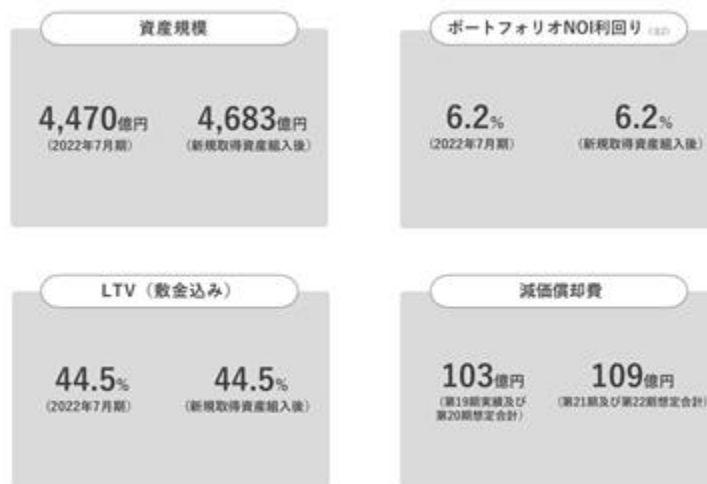 資産規模
4,470億円
(2022年7月期)
4,683億円
(新規取得資産組入後)
ポートフォリオNOI利回り
6.2%
(2022年7月期)
6.2%
(新規取得資産組入後)
LTV（敷金込み）
44.5%
(2022年7月期)
44.5%
(新規取得資産組入後)
減価償却費
103億円
(第19期実績及び
第20期想定合計)
109億円
(第21期及び第22期想定合計)